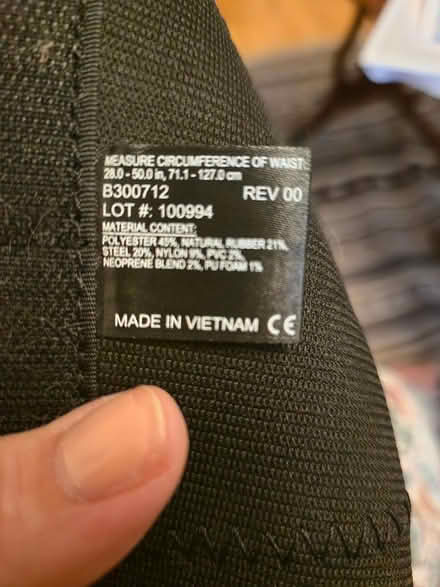 MEASURE CIRCUMFERENCE OF WAIST:
28.0 - 50.0 in, 71.1 - 127.0 cm
B300712 REV 00
LOT #: 100994
MATERIAL CONTENT:
POLYESTER 45%, NATURAL RUBBER 21%,
STEEL 20%, NYLON 9%, PVC 2%,
NEOPRENE BLEND 2%, PU FOAM 1%
MADE IN VIETNAM CE